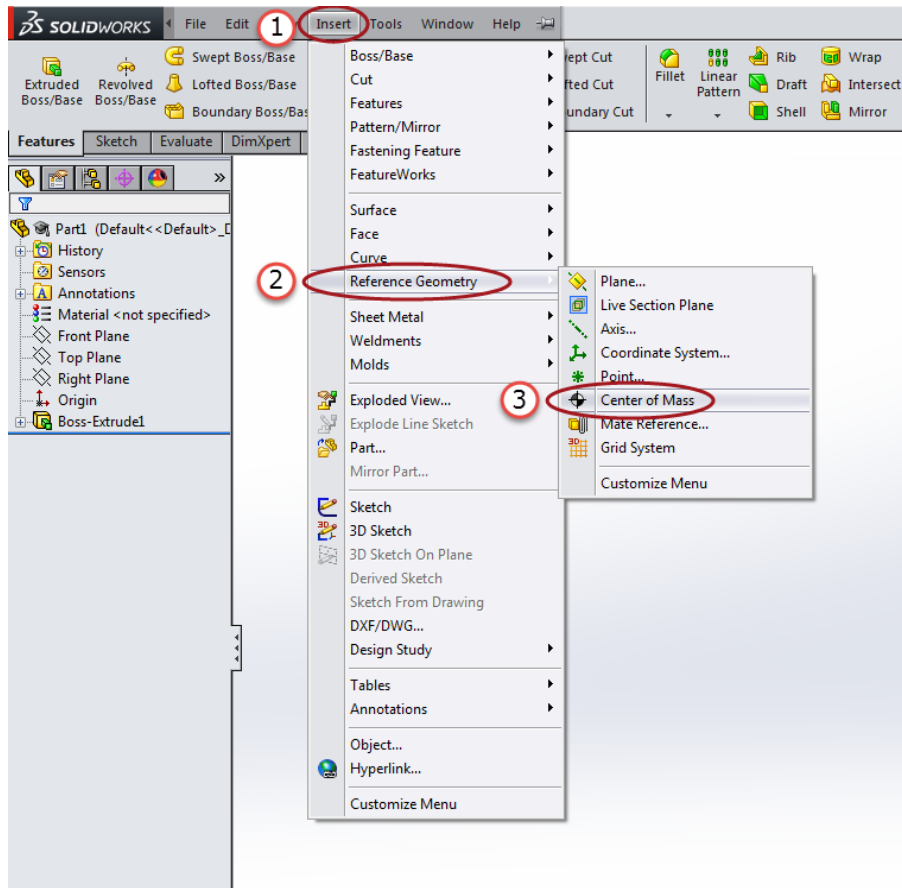 SOLIDWORKS File Edit 1 Insert Tools Window Help
Extruded Boss/Base
Revolved Boss/Base
Swept Boss/Base
Lofted Boss/Base
Boundary Boss/Bas
ept Cut
fted Cut
undary Cut
Fillet
Linear Pattern
Rib
Draft
Shell
Wrap
Intersect
Mirror
Features Sketch Evaluate DimXpert
»
Part1 (Default<<Default>_D
History
Sensors
Annotations
Material <not specified>
Front Plane
Top Plane
Right Plane
Origin
Boss-Extrude1
Boss/Base
Cut
Features
Pattern/Mirror
Fastening Feature
FeatureWorks
Surface
Face
Curve
2 Reference Geometry
Sheet Metal
Weldments
Molds
Exploded View...
Explode Line Sketch
Part...
Mirror Part...
Sketch
3D Sketch
3D Sketch On Plane
Derived Sketch
Sketch From Drawing
DXF/DWG...
Design Study
Tables
Annotations
Object...
Hyperlink...
Customize Menu
Plane...
Live Section Plane
Axis...
Coordinate System...
Point...
3 Center of Mass
Mate Reference...
Grid System
Customize Menu